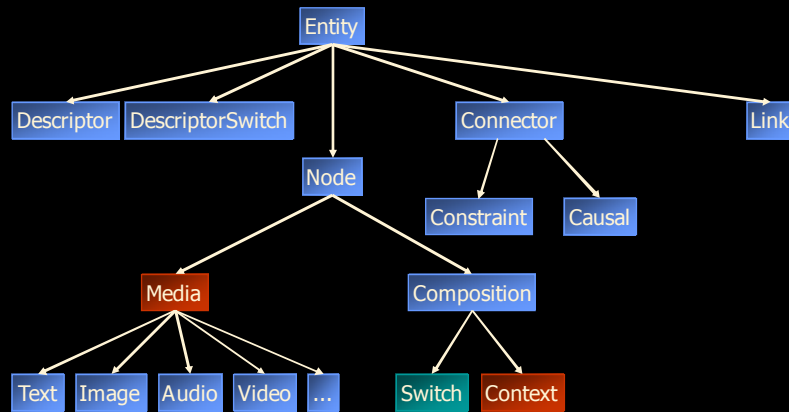 Entity
Descriptor
DescriptorSwitch
Connector
Link
Node
Constraint
Causal
Media
Composition
Text
Image
Audio
Video
...
Switch
Context